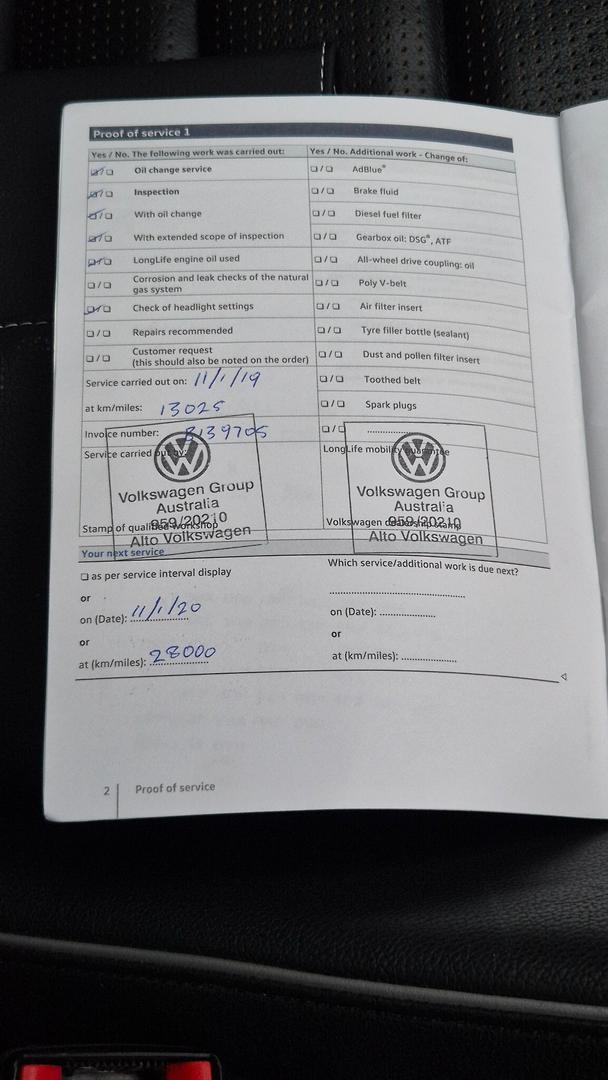 Proof of service 1
Yes / No. The following work was carried out:
☑/☐ Oil change service
☑/☐ Inspection
☑/☐ With oil change
☑/☐ With extended scope of inspection
☑/☐ LongLife engine oil used
☐/☐ Corrosion and leak checks of the natural
gas system
☑/☐ Check of headlight settings
☐/☐ Repairs recommended
☐/☐ Customer request
(this should also be noted on the order)
Service carried out on: 11/1/19
at km/miles: 13025
Invoice number: 3139705
Service carried out by:
Volkswagen Group
Australia
959/20210
Alto Volkswagen
Stamp of qualified workshop
Yes / No. Additional work – Change of:
☐/☐ AdBlue®
☐/☐ Brake fluid
☐/☐ Diesel fuel filter
☐/☐ Gearbox oil: DSG®, ATF
☐/☐ All-wheel drive coupling: oil
☐/☐ Poly V-belt
☐/☐ Air filter insert
☐/☐ Tyre filler bottle (sealant)
☐/☐ Dust and pollen filter insert
☐/☐ Toothed belt
☐/☐ Spark plugs
☐/☐ ....................
LongLife mobility guarantee
Volkswagen Group
Australia
959/20210
Alto Volkswagen
Volkswagen dealership stamp
Your next service
☐ as per service interval display
or
on (Date): 11/1/20
or
at (km/miles): 28000
Which service/additional work is due next?
.............................................
on (Date): ...................
or
at (km/miles): ...................
2 Proof of service